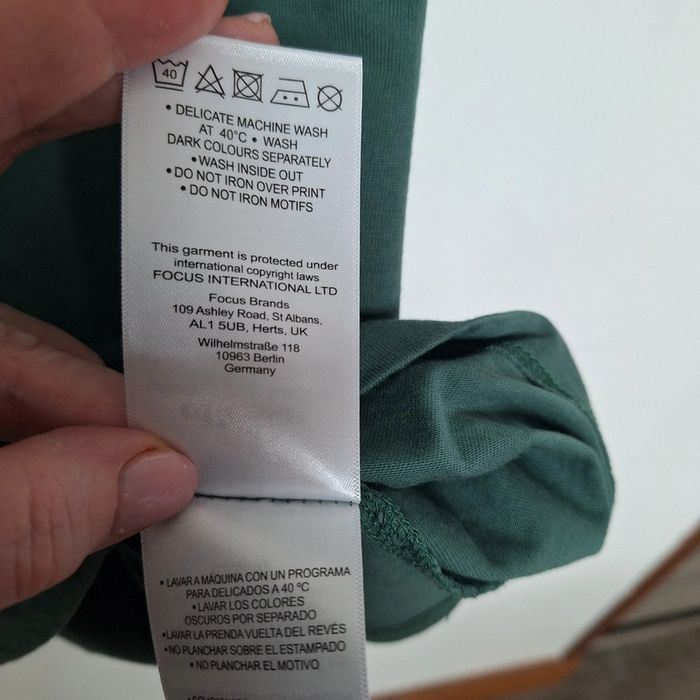 40
• DELICATE MACHINE WASH
AT 40°C • WASH
DARK COLOURS SEPARATELY
• WASH INSIDE OUT
• DO NOT IRON OVER PRINT
• DO NOT IRON MOTIFS
This garment is protected under
international copyright laws
FOCUS INTERNATIONAL LTD
Focus Brands
109 Ashley Road, St Albans,
AL1 5UB, Herts, UK
Wilhelmstraße 118
10963 Berlin
Germany
• LAVAR A MÁQUINA CON UN PROGRAMA
PARA DELICADOS A 40 ºC
• LAVAR LOS COLORES
OSCUROS POR SEPARADO
• LAVAR LA PRENDA VUELTA DEL REVÉS
• NO PLANCHAR SOBRE EL ESTAMPADO
• NO PLANCHAR EL MOTIVO